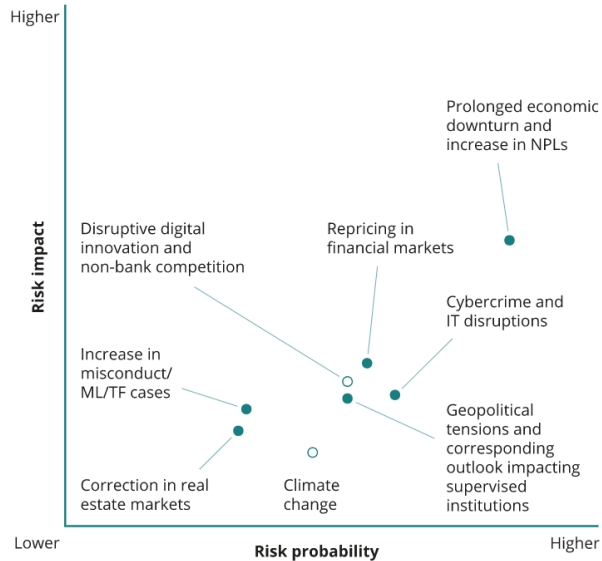 Higher
Risk impact
Prolonged economic
downturn and
increase in NPLs
Disruptive digital
innovation and
non-bank competition
Repricing in
financial markets
Cybercrime and
IT disruptions
Increase in
misconduct/
ML/TF cases
Geopolitical
tensions and
corresponding
outlook impacting
supervised
institutions
Correction in real
estate markets
Climate
change
Lower
Risk probability
Higher